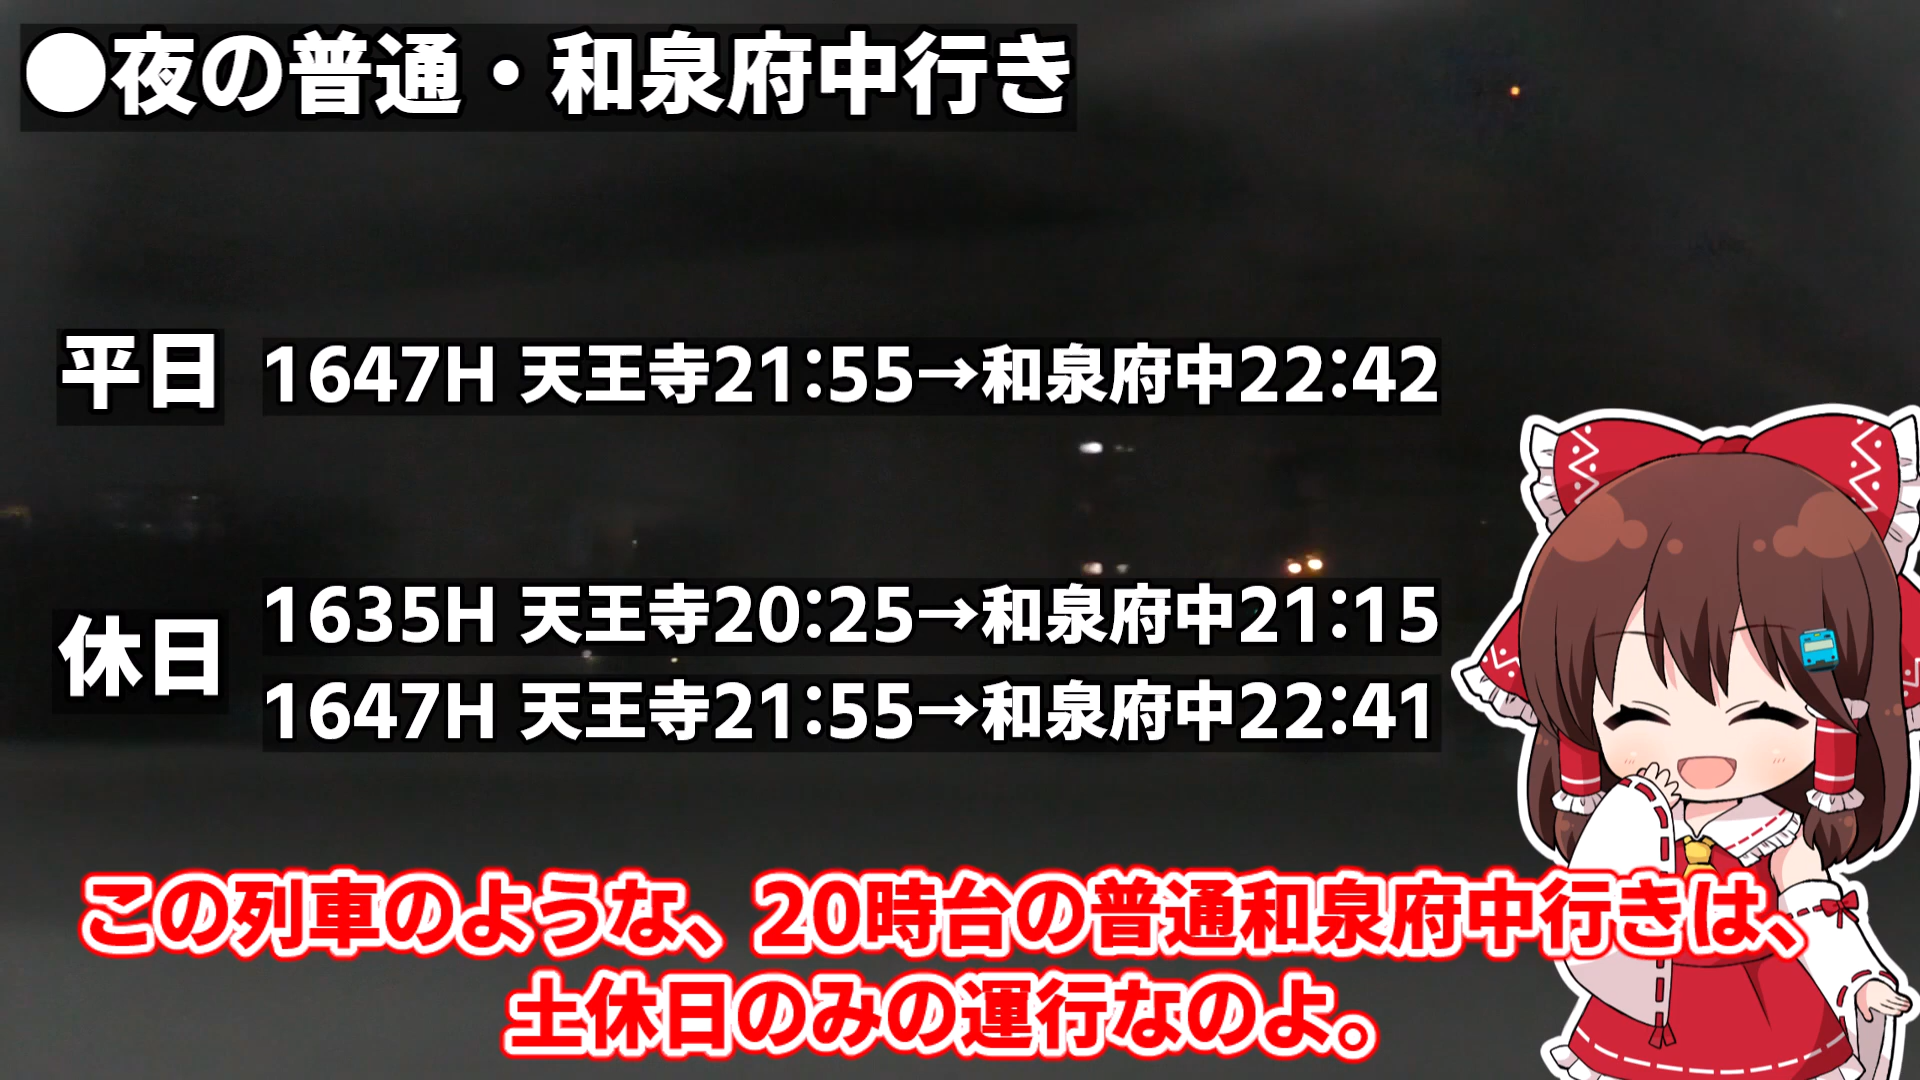 ●夜の普通・和泉府中行き
平日 1647H 天王寺21:55→和泉府中22:42
休日 1635H 天王寺20:25→和泉府中21:15
1647H 天王寺21:55→和泉府中22:41
この列車のような、20時台の普通和泉府中行きは、
土休日のみの運行なのよ。